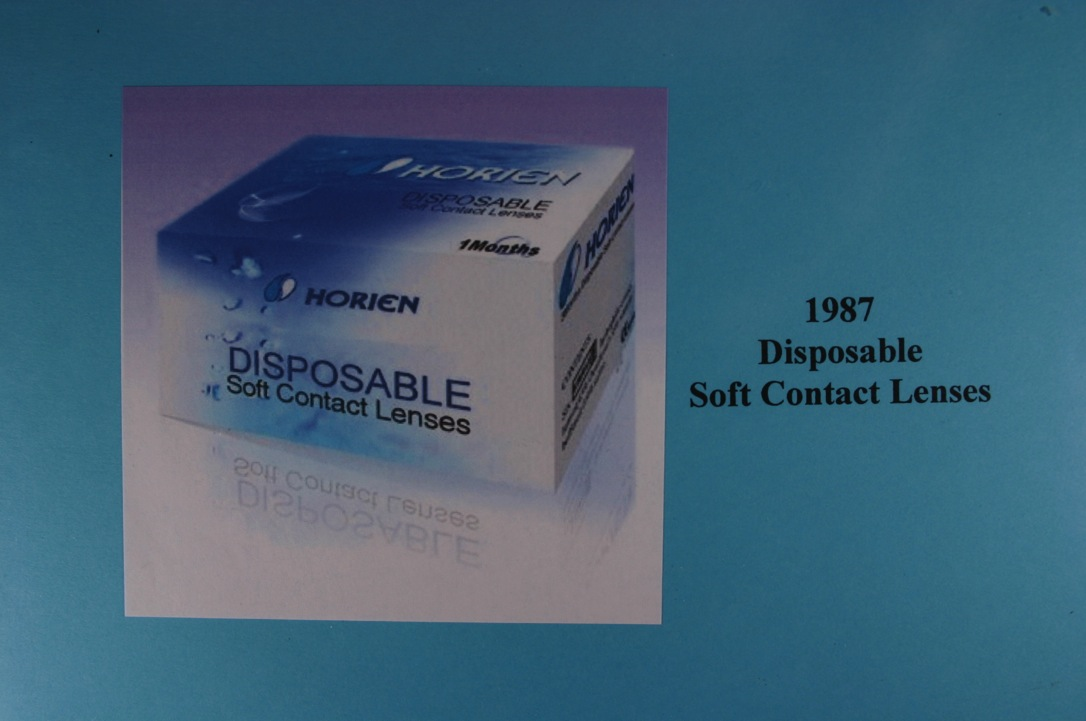 HORIEN
DISPOSABLE
Soft Contact Lenses
1Months
HORIEN
DISPOSABLE
Soft Contact Lenses
HORIEN
1987
Disposable
Soft Contact Lenses